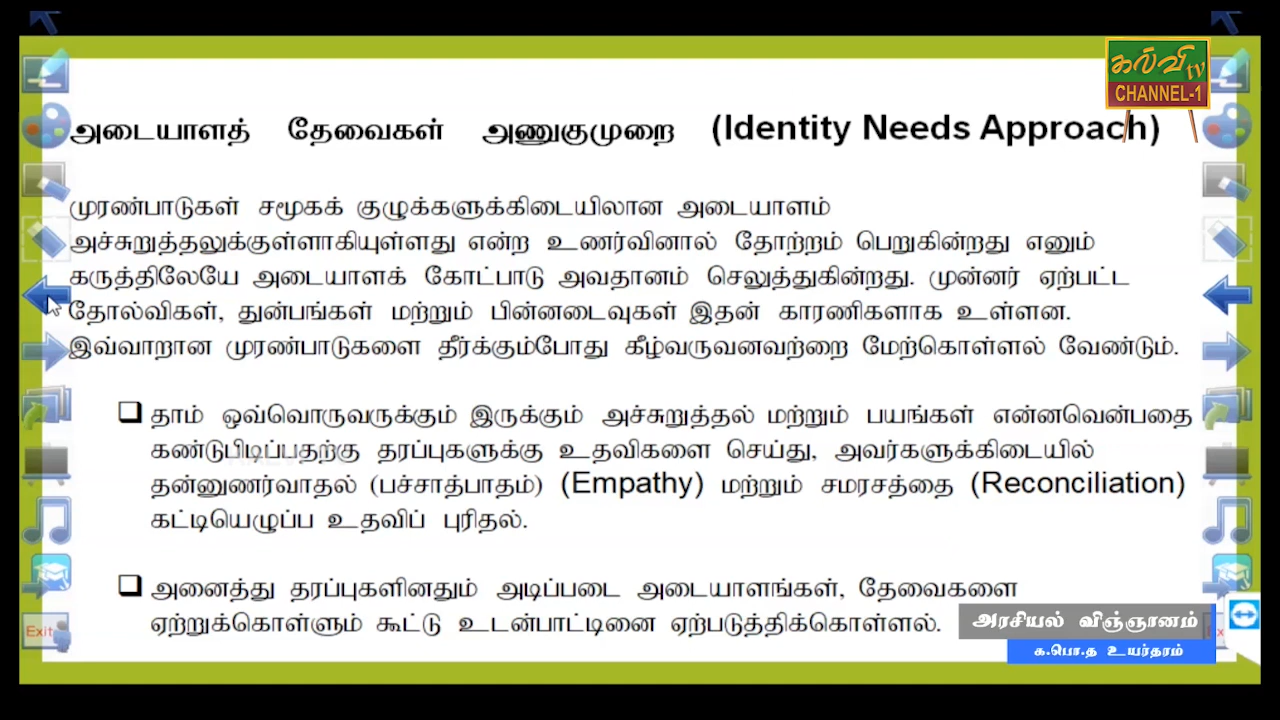 கல்வி tv
CHANNEL-1
அடையாளத் தேவைகள் அணுகுமுறை (Identity Needs Approach)
முரண்பாடுகள் சமூகக் குழுக்களுக்கிடையிலான அடையாளம்
அச்சுறுத்தலுக்குள்ளாகியுள்ளது என்ற உணர்வினால் தோற்றம் பெறுகின்றது எனும்
கருத்திலேயே அடையாளக் கோட்பாடு அவதானம் செலுத்துகின்றது. முன்னர் ஏற்பட்ட
தோல்விகள், துன்பங்கள் மற்றும் பின்னடைவுகள் இதன் காரணிகளாக உள்ளன.
இவ்வாறான முரண்பாடுகளை தீர்க்கும்போது கீழ்வருவனவற்றை மேற்கொள்ளல் வேண்டும்.
தாம் ஒவ்வொருவருக்கும் இருக்கும் அச்சுறுத்தல் மற்றும் பயங்கள் என்னவென்பதை
கண்டுபிடிப்பதற்கு தரப்புகளுக்கு உதவிகளை செய்து, அவர்களுக்கிடையில்
தன்னுணர்வாதல் (பச்சாத்பாதம்) (Empathy) மற்றும் சமரசத்தை (Reconciliation)
கட்டியெழுப்ப உதவிப் புரிதல்.
அனைத்து தரப்புகளினதும் அடிப்படை அடையாளங்கள், தேவைகளை
ஏற்றுக்கொள்ளும் கூட்டு உடன்பாட்டினை ஏற்படுத்திக்கொள்ளல்.
Exit
அரசியல் விஞ்ஞானம்
க.பொ.த உயர்தரம்